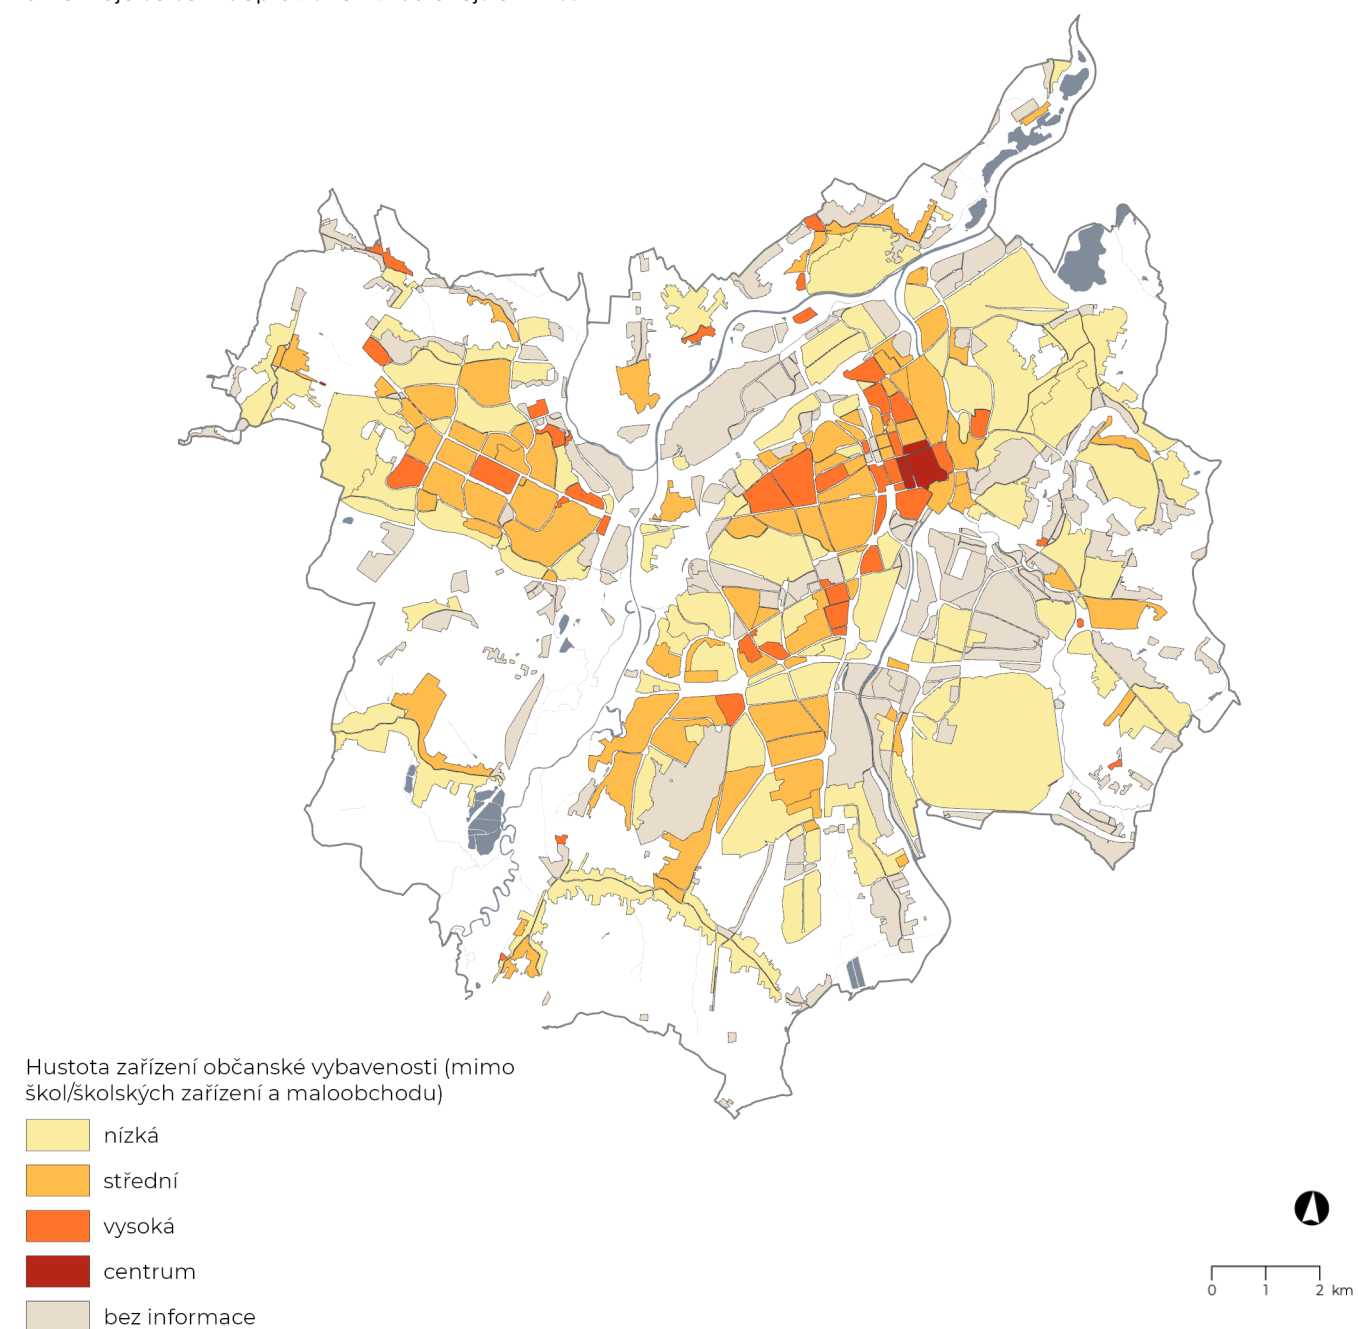 Hustota zařízení občanské vybavenosti (mimo
škol/školských zařízení a maloobchodu)
nízká
střední
vysoká
centrum
bez informace
0 1 2 km